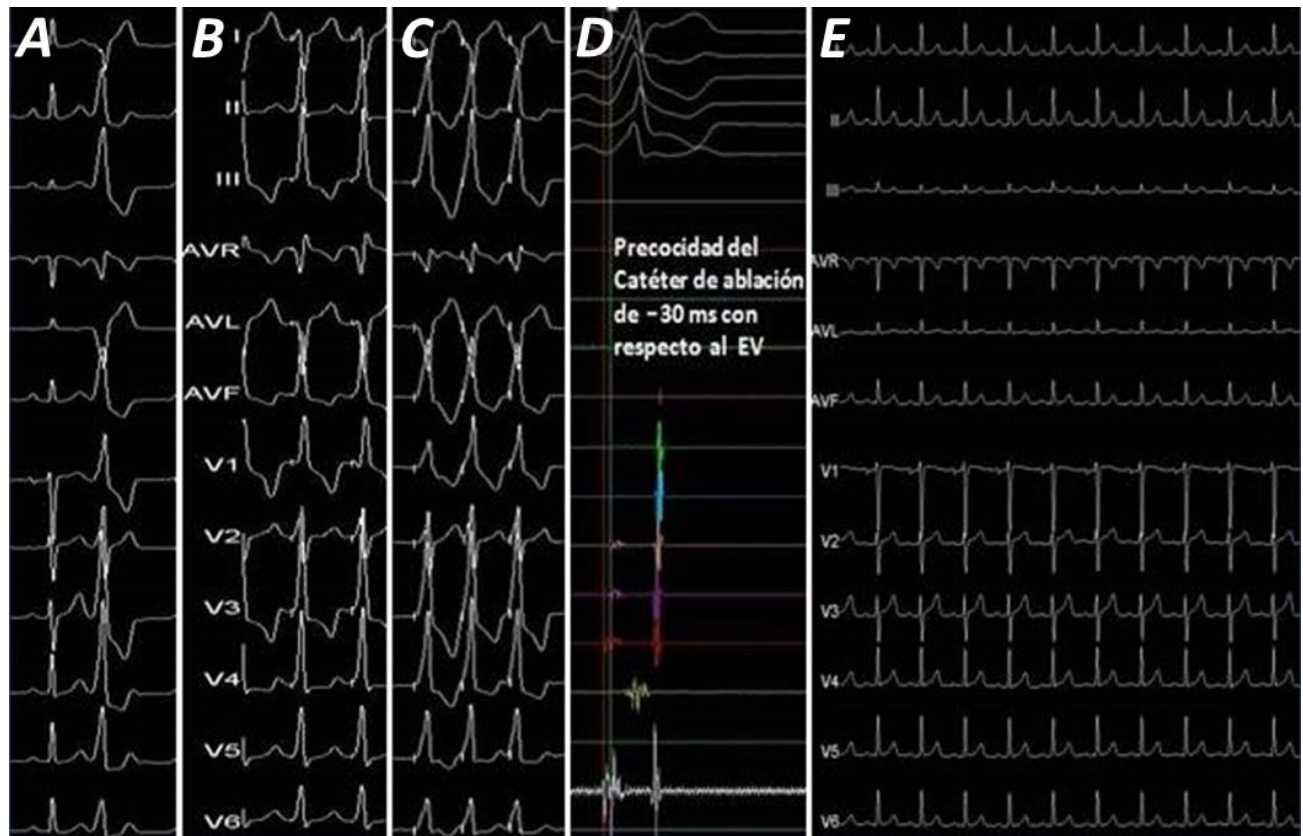 A
B
C
D
E
I
II
III
AVR
AVL
AVF
V1
V2
V3
V4
V5
V6
Precocidad del
Catéter de ablación
de −30 ms con
respecto al EV
II
III
AVR
AVL
AVF
V1
V2
V3
V4
V5
V6